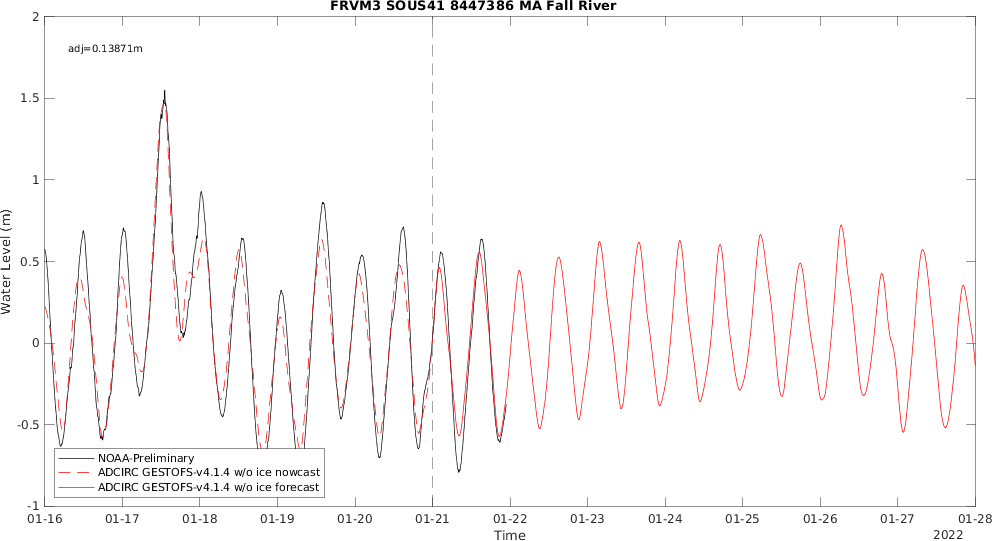 FRVM3 SOUS41 8447386 MA Fall River
adj=0.13871m
Water Level (m)
2
1.5
1
0.5
0
-0.5
-1
NOAA-Preliminary
ADCIRC GESTOFS-v4.1.4 w/o ice nowcast
ADCIRC GESTOFS-v4.1.4 w/o ice forecast
01-16 01-17 01-18 01-19 01-20 01-21 01-22 01-23 01-24 01-25 01-26 01-27 01-28
Time
2022